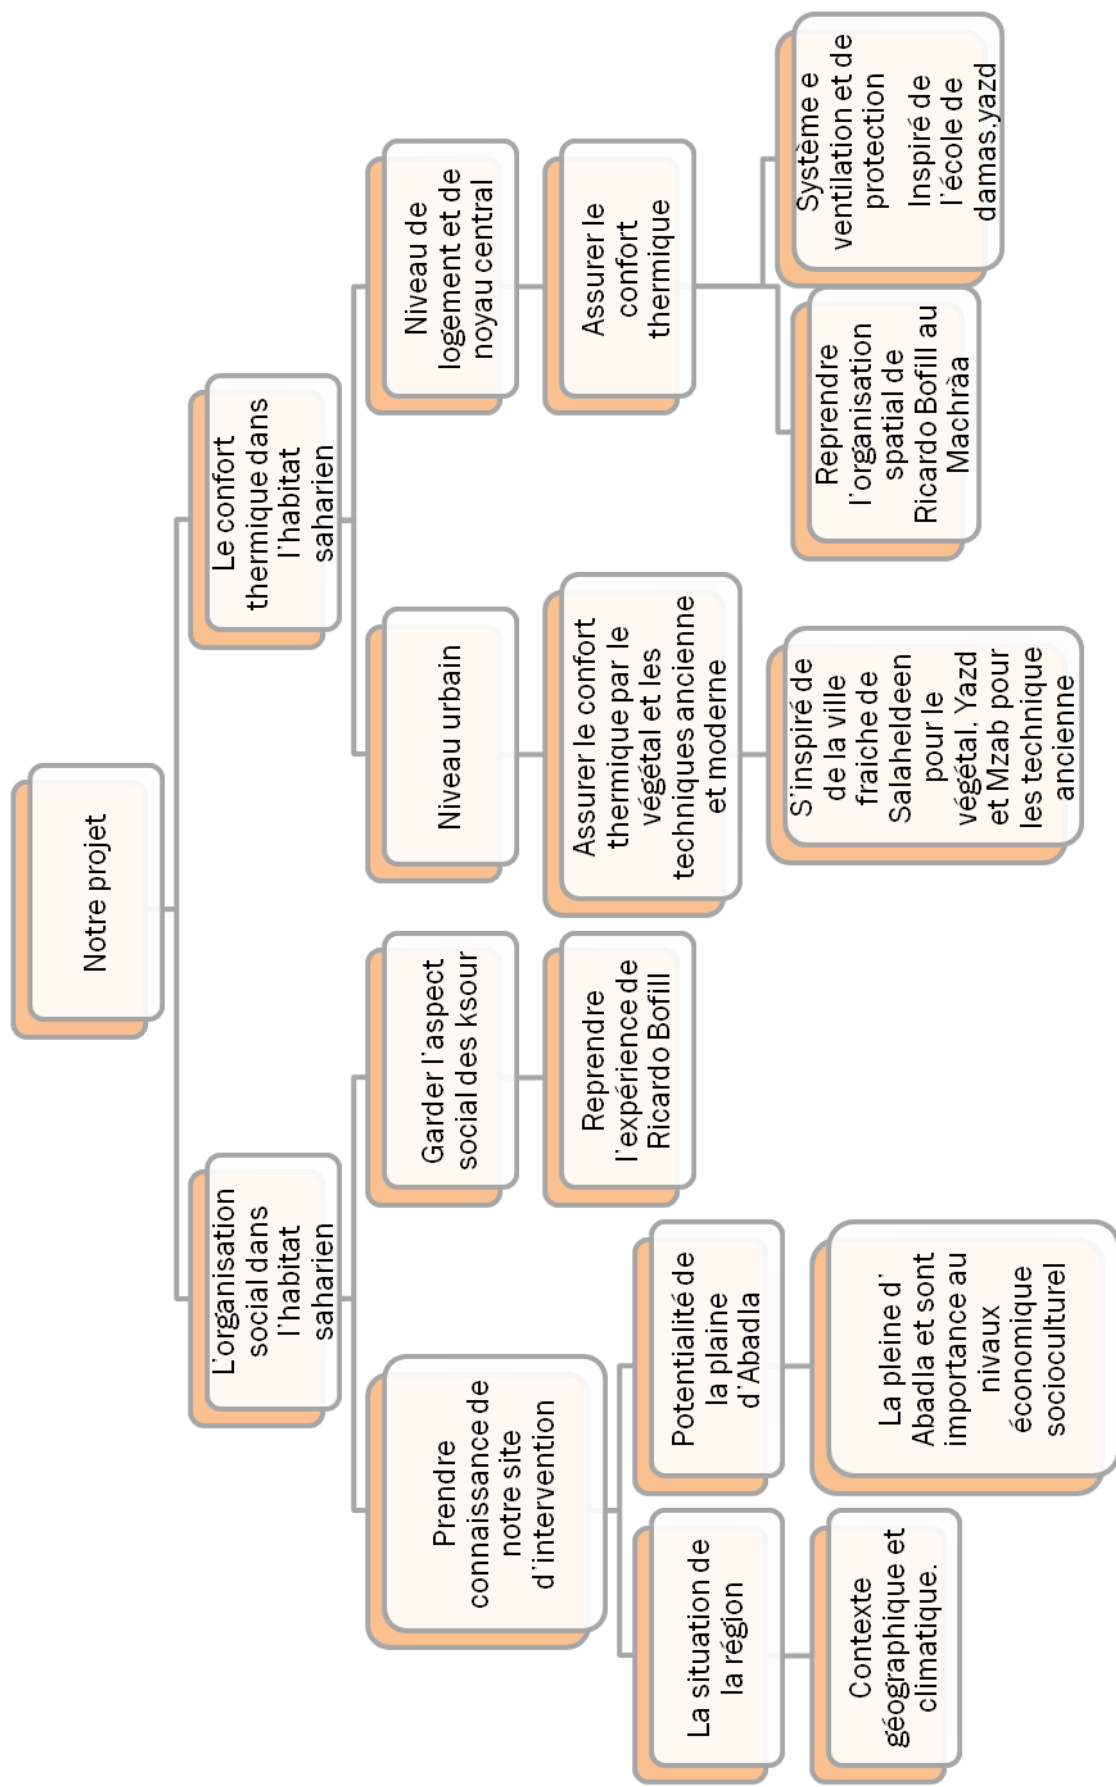 Notre projet
L'organisation
social dans
l'habitat
saharien
Le confort
thermique dans
l'habitat
saharien
Prendre
connaissance de
notre site
d'intervention
Garder l'aspect
social des Ksour
Niveau urbain
Niveau de
logement et de
noyau central
La situation de
la région
Potentialité de
la plaine
d'Abadla
Reprendre
l'expérience de
Ricardo Bofill
Assurer le confort
thermique par le
végétal et les
techniques ancienne
et moderne
Assurer le
confort
thermique
Contexte
géographique et
climatique.
La pleine d'
Abadla et sont
importance au
nivaux
économique
socioculturel
S'inspiré de
de la ville
fraiche de
Salaheldeen
pour le
végétal. Yazd
et Mzab pour
les technique
ancienne
Reprendre
l'organisation
spatial de
Ricardo Bofill au
Machràa
Système e
ventilation et de
protection
Inspiré de
l'école de
damas.yazd